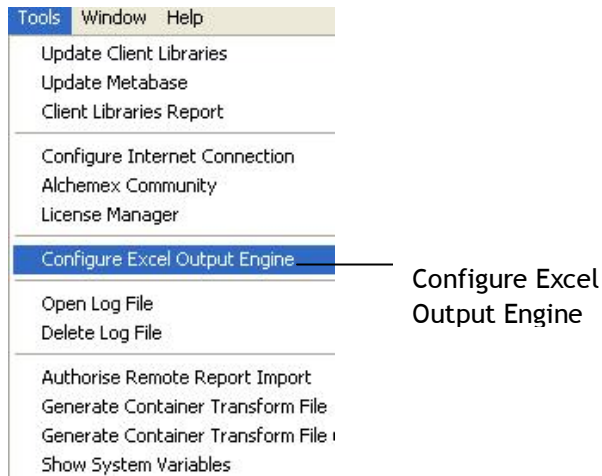 Tools Window Help
Update Client Libraries
Update Metabase
Client Libraries Report
Configure Internet Connection
Alchemex Community
License Manager
Configure Excel Output Engine
Open Log File
Delete Log File
Authorise Remote Report Import
Generate Container Transform File
Generate Container Transform File
Show System Variables
Configure Excel
Output Engine